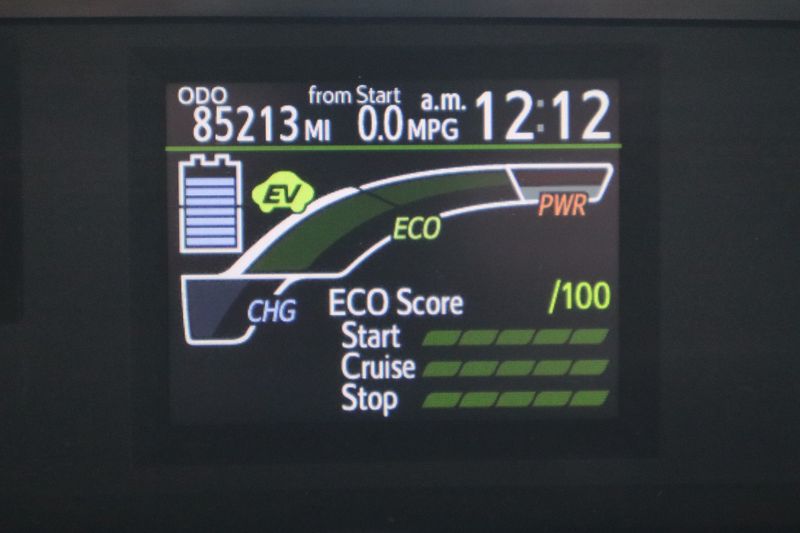 ODO from Start a.m. 12:12
85213 MI 0.0 MPG
EV
PWR
ECO
CHG
ECO Score /100
Start
Cruise
Stop